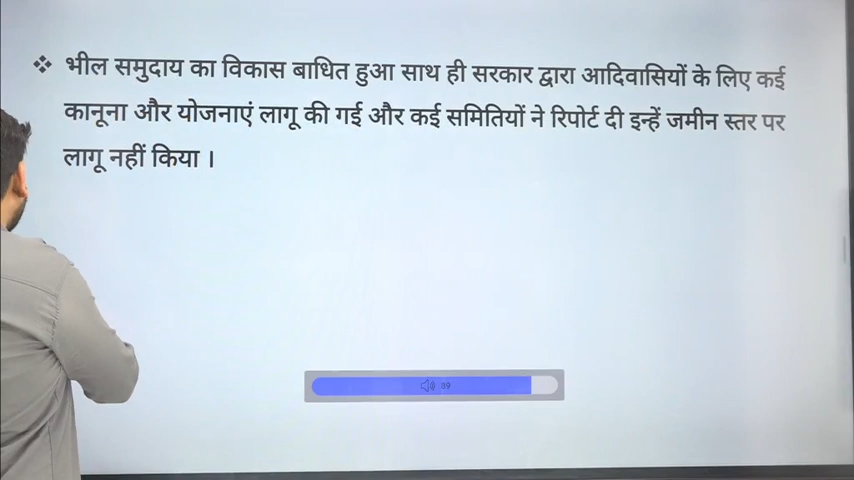 ❖ भील समुदाय का विकास बाधित हुआ साथ ही सरकार द्वारा आदिवासियों के लिए कई
कानूना और योजनाएं लागू की गई और कई समितियों ने रिपोर्ट दी इन्हें जमीन स्तर पर
लागू नहीं किया ।